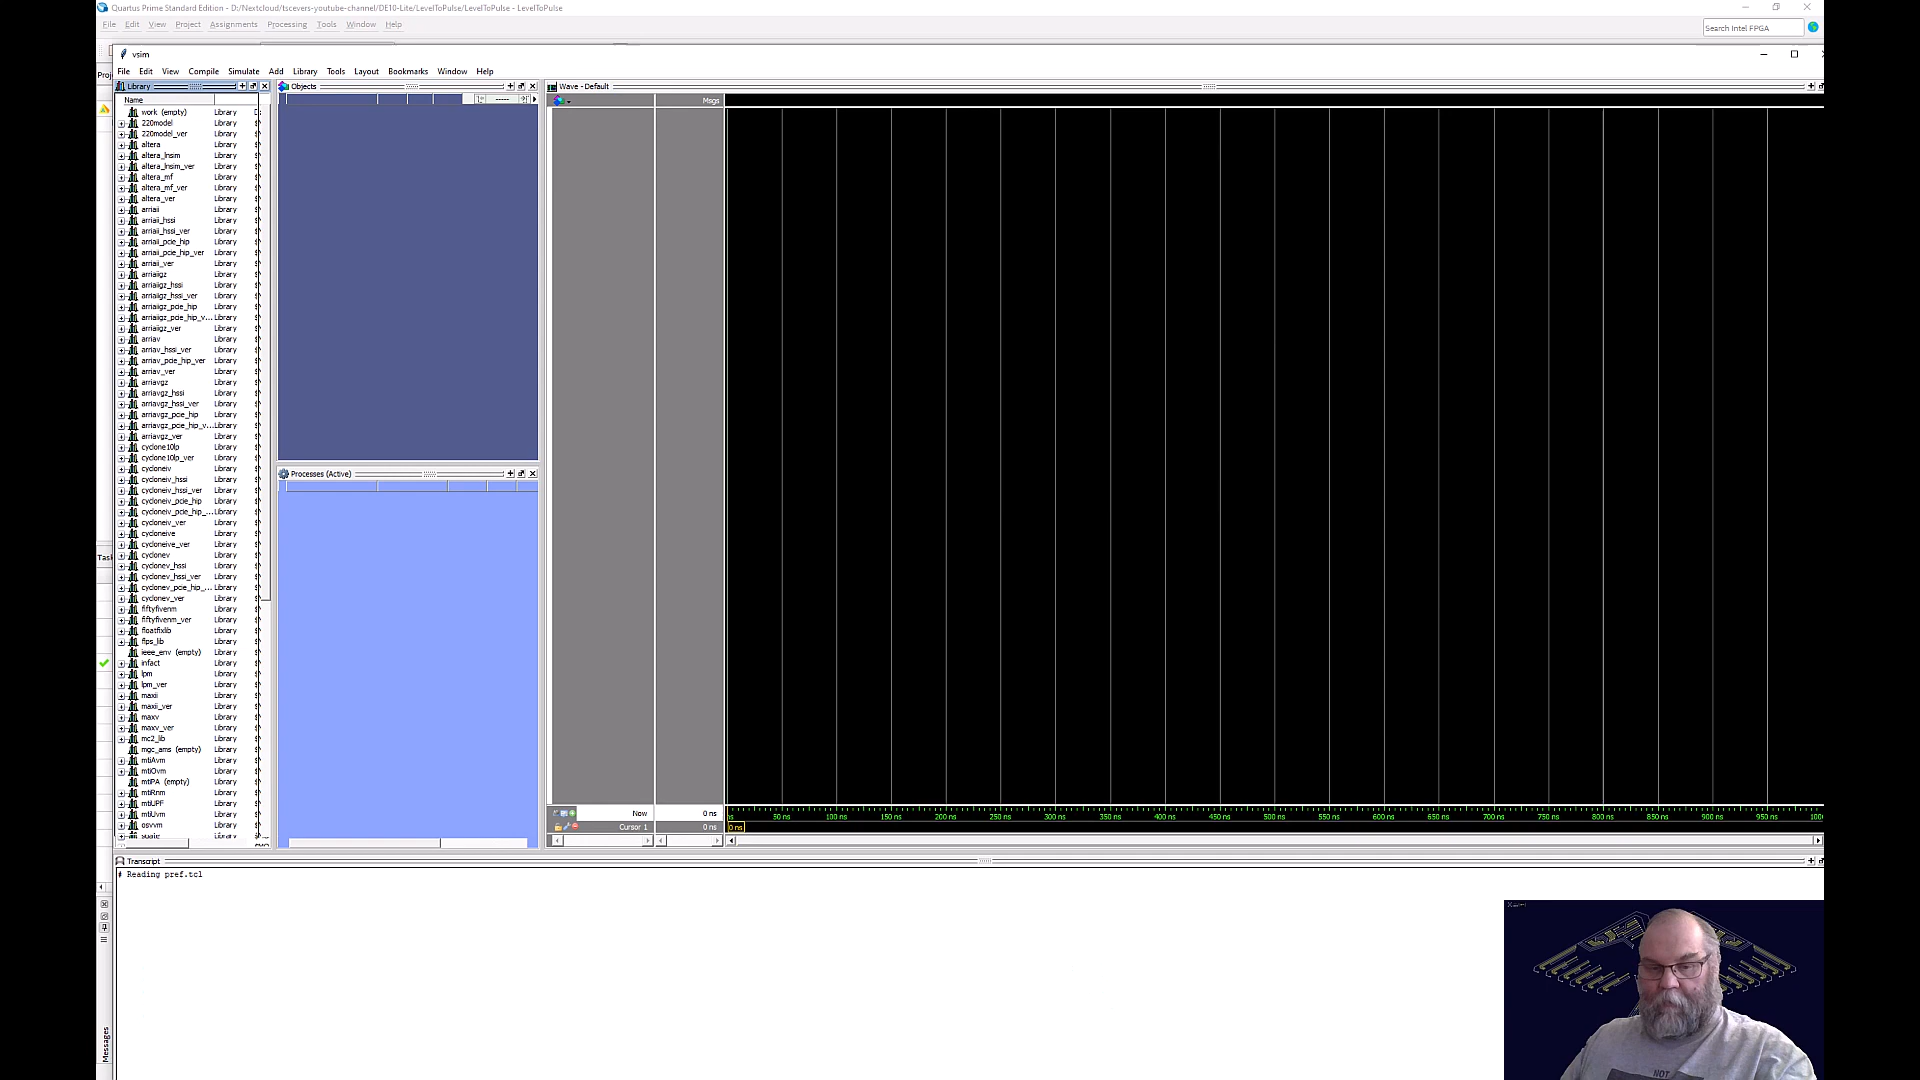 Quartus Prime Standard Edition - D:/Nextcloud/tscevers-youtube-channel/DE10-Lite/LevelToPulse/LevelToPulse - LevelToPulse
File Edit View Project Assignments Processing Tools Window Help
Search Intel FPGA
vsim
File Edit View Compile Simulate Add Library Tools Layout Bookmarks Window Help
Library
Name
work (empty) Library
220model Library
220model_ver Library
altera Library
altera_lnsim Library
altera_lnsim_ver Library
altera_mf Library
altera_mf_ver Library
altera_ver Library
arriaii Library
arriaii_hssi Library
arriaii_hssi_ver Library
arriaii_pcie_hip Library
arriaii_pcie_hip_ver Library
arriaii_ver Library
arriaiigz Library
arriaiigz_hssi Library
arriaiigz_hssi_ver Library
arriaiigz_pcie_hip Library
arriaiigz_pcie_hip_v... Library
arriaiigz_ver Library
arriav Library
arriav_hssi_ver Library
arriav_pcie_hip_ver Library
arriav_ver Library
arriavgz Library
arriavgz_hssi Library
arriavgz_hssi_ver Library
arriavgz_pcie_hip Library
arriavgz_pcie_hip_v... Library
arriavgz_ver Library
cyclone10lp Library
cyclone10lp_ver Library
cycloneiv Library
cycloneiv_hssi Library
cycloneiv_hssi_ver Library
cycloneiv_pcie_hip Library
cycloneiv_pcie_hip_... Library
cycloneiv_ver Library
cycloneive Library
cycloneive_ver Library
cyclonev Library
cyclonev_hssi Library
cyclonev_hssi_ver Library
cyclonev_pcie_hip_... Library
cyclonev_ver Library
fiftyfivenm Library
fiftyfivenm_ver Library
floatfixlib Library
flps_lib Library
ieee_env (empty) Library
infact Library
lpm Library
lpm_ver Library
maxii Library
maxii_ver Library
maxv Library
maxv_ver Library
mc2_lib Library
mgc_ams (empty) Library
mtiAvm Library
mtiOvm Library
mtiPA (empty) Library
mtiRnm Library
mtiUPF Library
mtiUvm Library
osvvm Library
Objects
Processes (Active)
Wave - Default
Msgs
Now 0 ns
Cursor 1 0 ns
50 ns 100 ns 150 ns 200 ns 250 ns 300 ns 350 ns 400 ns 450 ns 500 ns 550 ns 600 ns 650 ns 700 ns 750 ns 800 ns 850 ns 900 ns 950 ns
0 ns
Transcript
# Reading pref.tcl
Messages
NOT